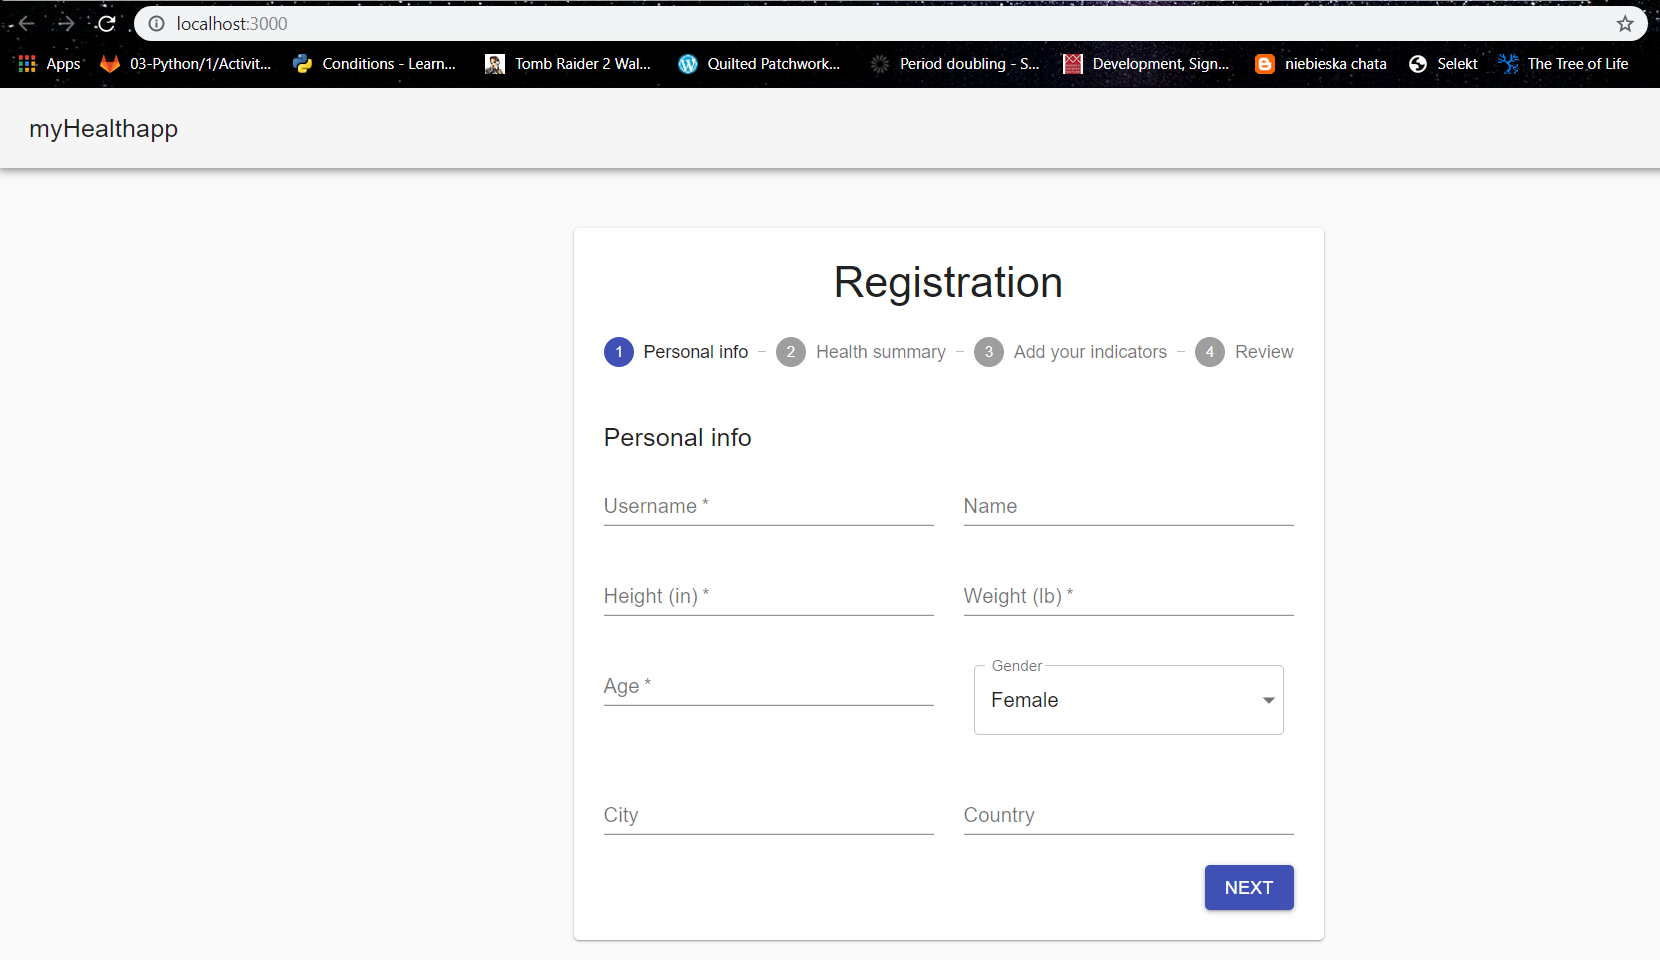 localhost:3000
Apps 03-Python/1/Activit... Conditions - Learn... Tomb Raider 2 Wal... Quilted Patchwork... Period doubling - S... Development, Sign... niebieska chata Selekt The Tree of Life
myHealthapp
Registration
1 Personal info 2 Health summary 3 Add your indicators 4 Review
Personal info
Username * Name
Height (in) * Weight (lb) *
Gender
Age * Female
City Country
NEXT